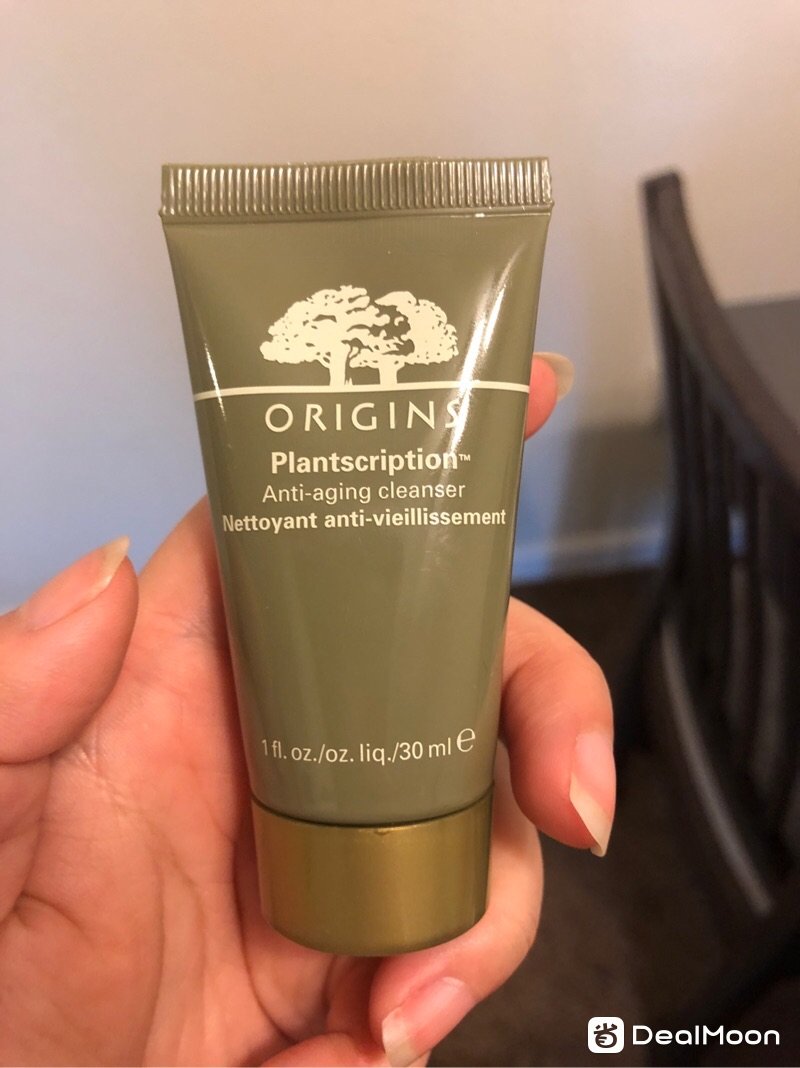 ORIGINS
Plantscription™
Anti-aging cleanser
Nettoyant anti-vieillissement
1 fl. oz./oz. liq./30 ml ℮
DealMoon